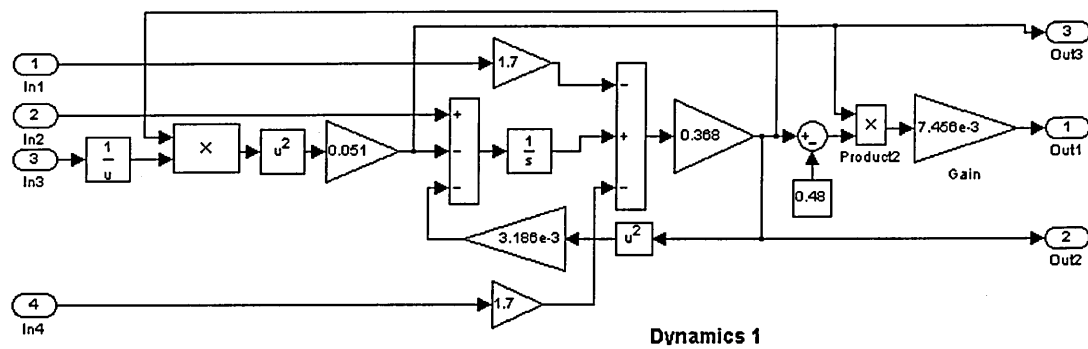 3
Out3
1
In1
1.7
2
In2
3
In3
1
u
×
u²
0.051
+
−
−
1
s
−
+
−
0.368
+
−
0.48
×
Product2
7.456e-3
Gain
1
Out1
3.186e-3
u²
2
Out2
4
In4
1.7
Dynamics 1